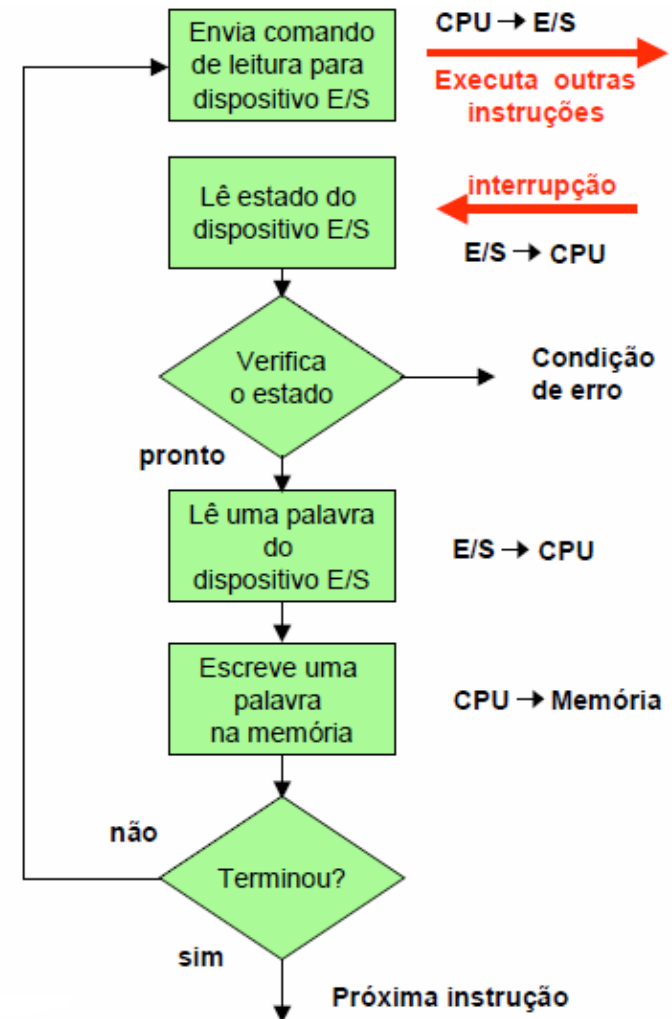 Envia comando
de leitura para
dispositivo E/S
CPU → E/S
Executa outras
instruções
Lê estado do
dispositivo E/S
interrupção
E/S → CPU
Verifica
o estado
Condição
de erro
pronto
Lê uma palavra
do
dispositivo E/S
E/S → CPU
Escreve uma
palavra
na memória
CPU → Memória
não
Terminou?
sim
Próxima instrução